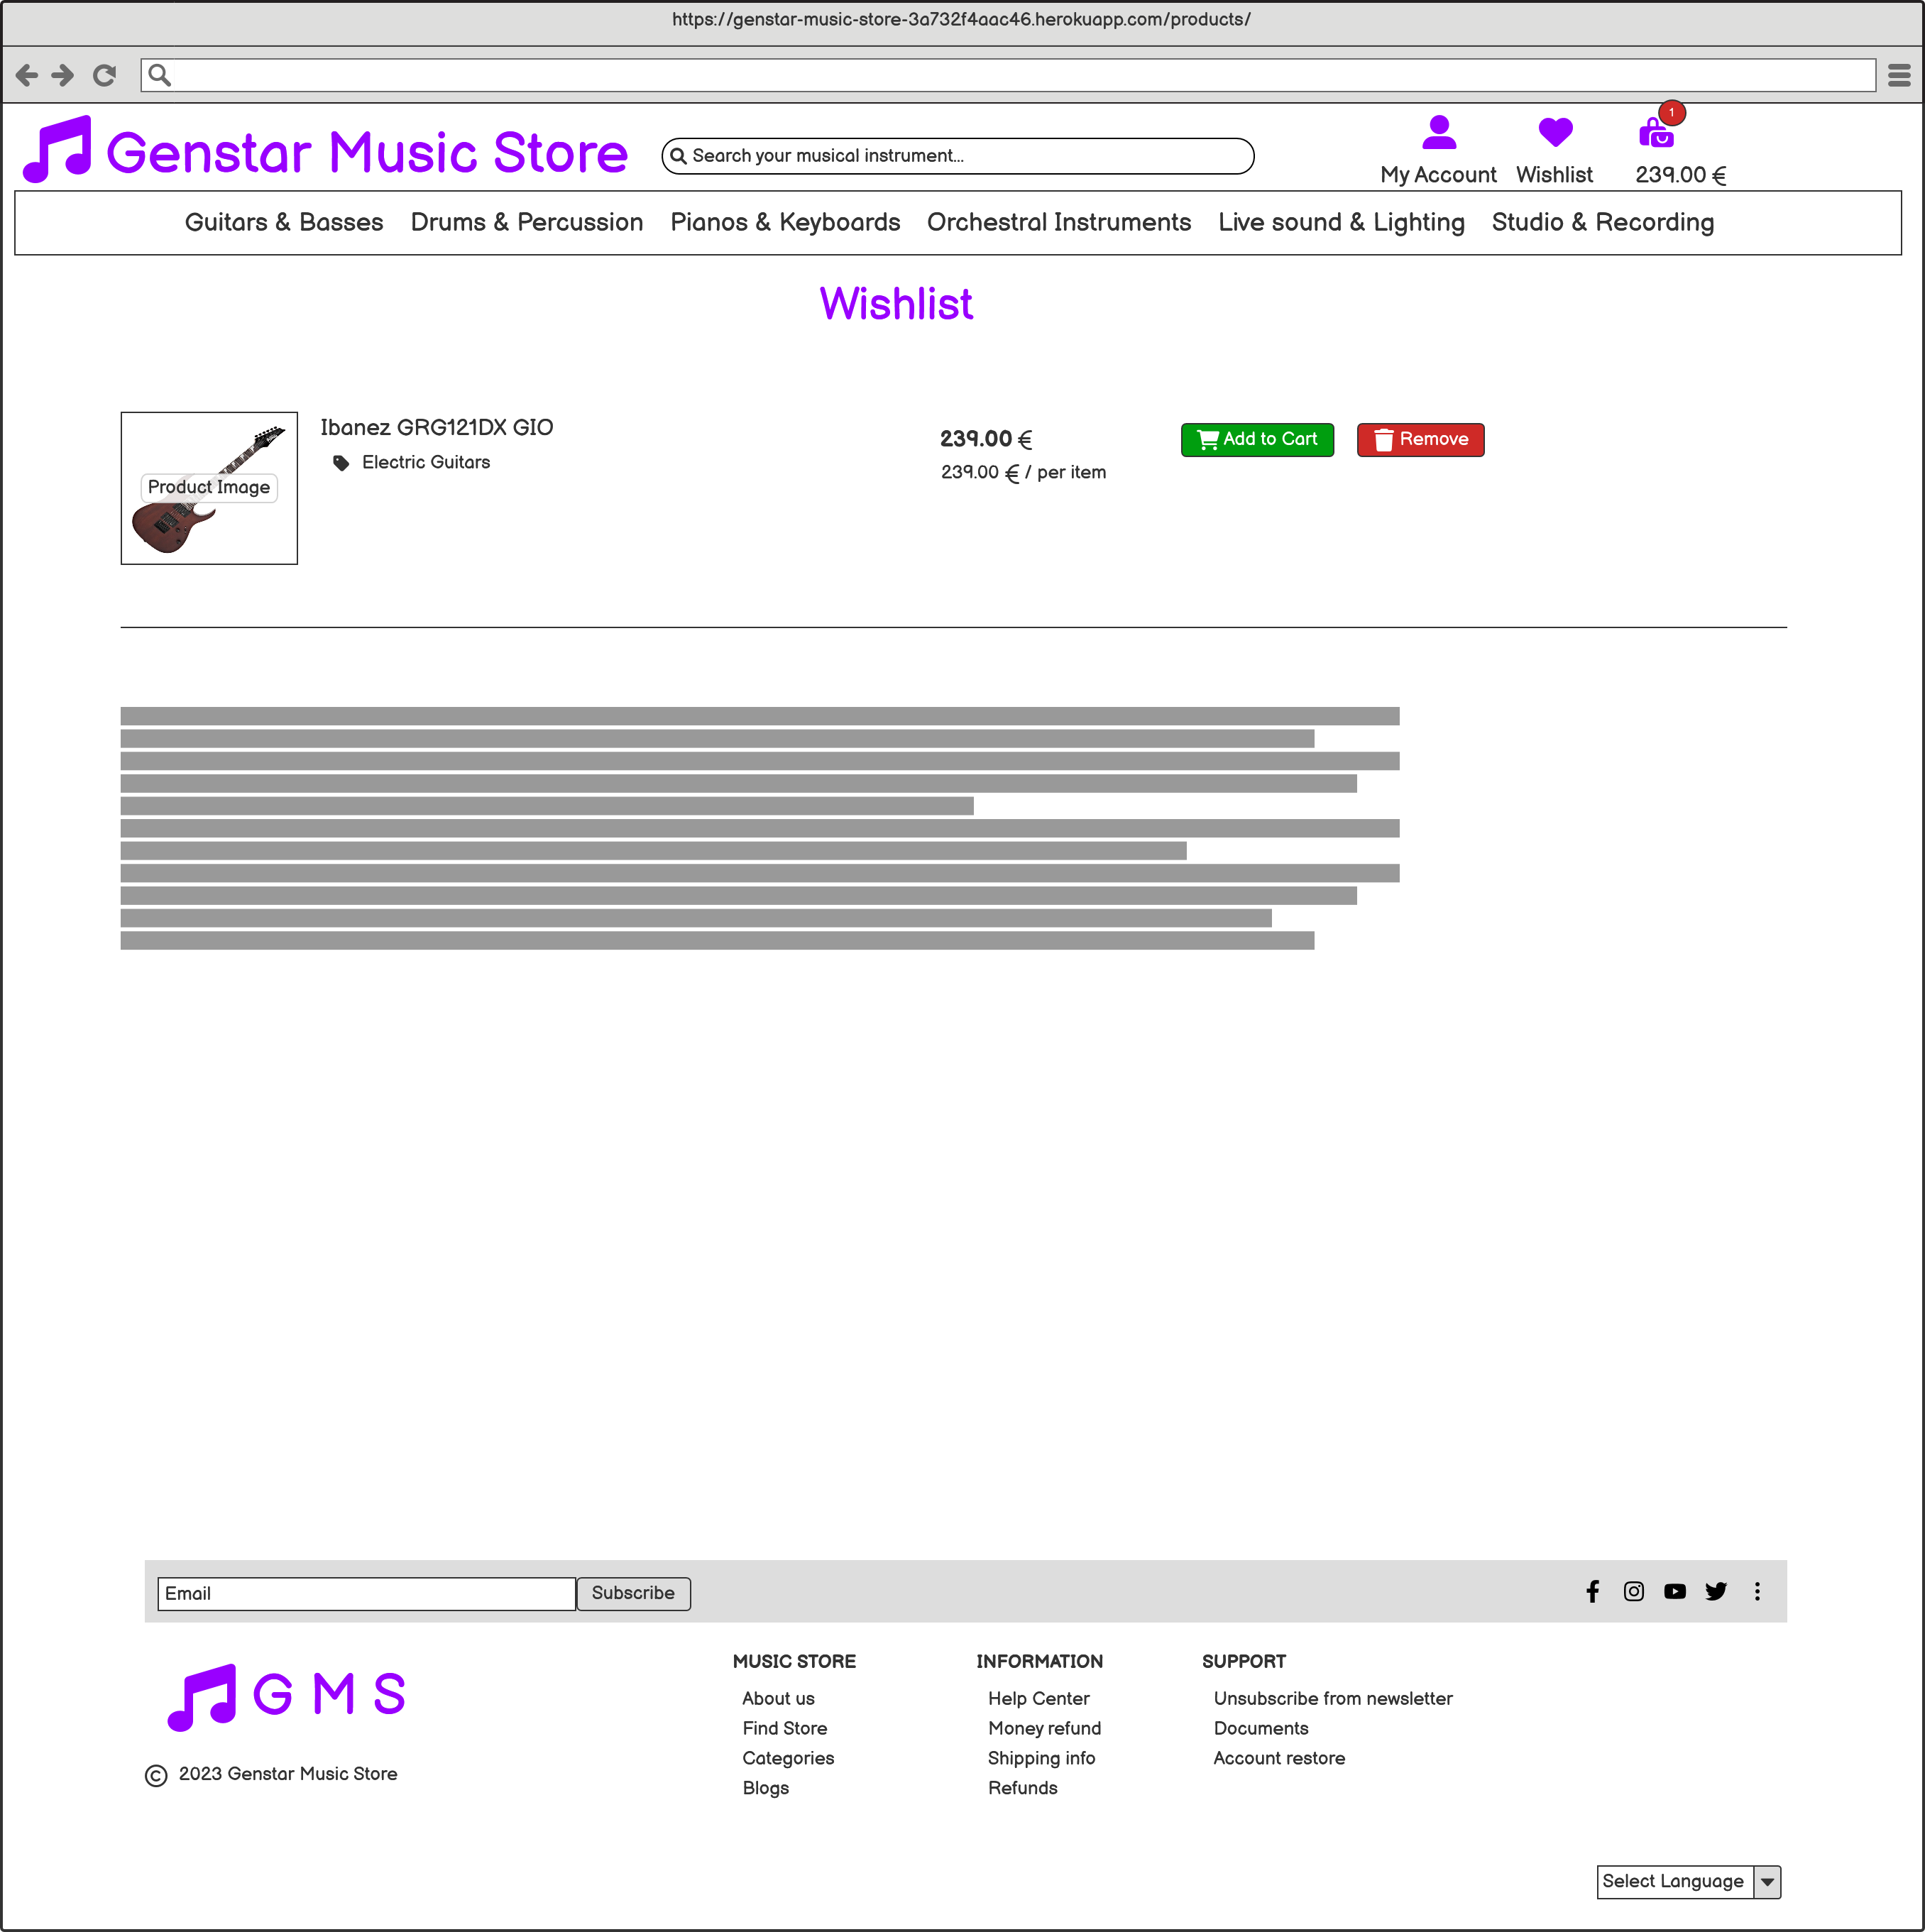 https://genstar-music-store-3a732f4aac46.herokuapp.com/products/
Genstar Music Store
Search your musical instrument...
1
My Account Wishlist 239.00 €
Guitars & Basses Drums & Percussion Pianos & Keyboards Orchestral Instruments Live sound & Lighting Studio & Recording
Wishlist
Ibanez GRG121DX GIO
Electric Guitars
Product Image
239.00 €
239.00 € / per item
Add to Cart Remove
Email Subscribe
G M S
© 2023 Genstar Music Store
MUSIC STORE
About us
Find Store
Categories
Blogs
INFORMATION
Help Center
Money refund
Shipping info
Refunds
SUPPORT
Unsubscribe from newsletter
Documents
Account restore
Select Language